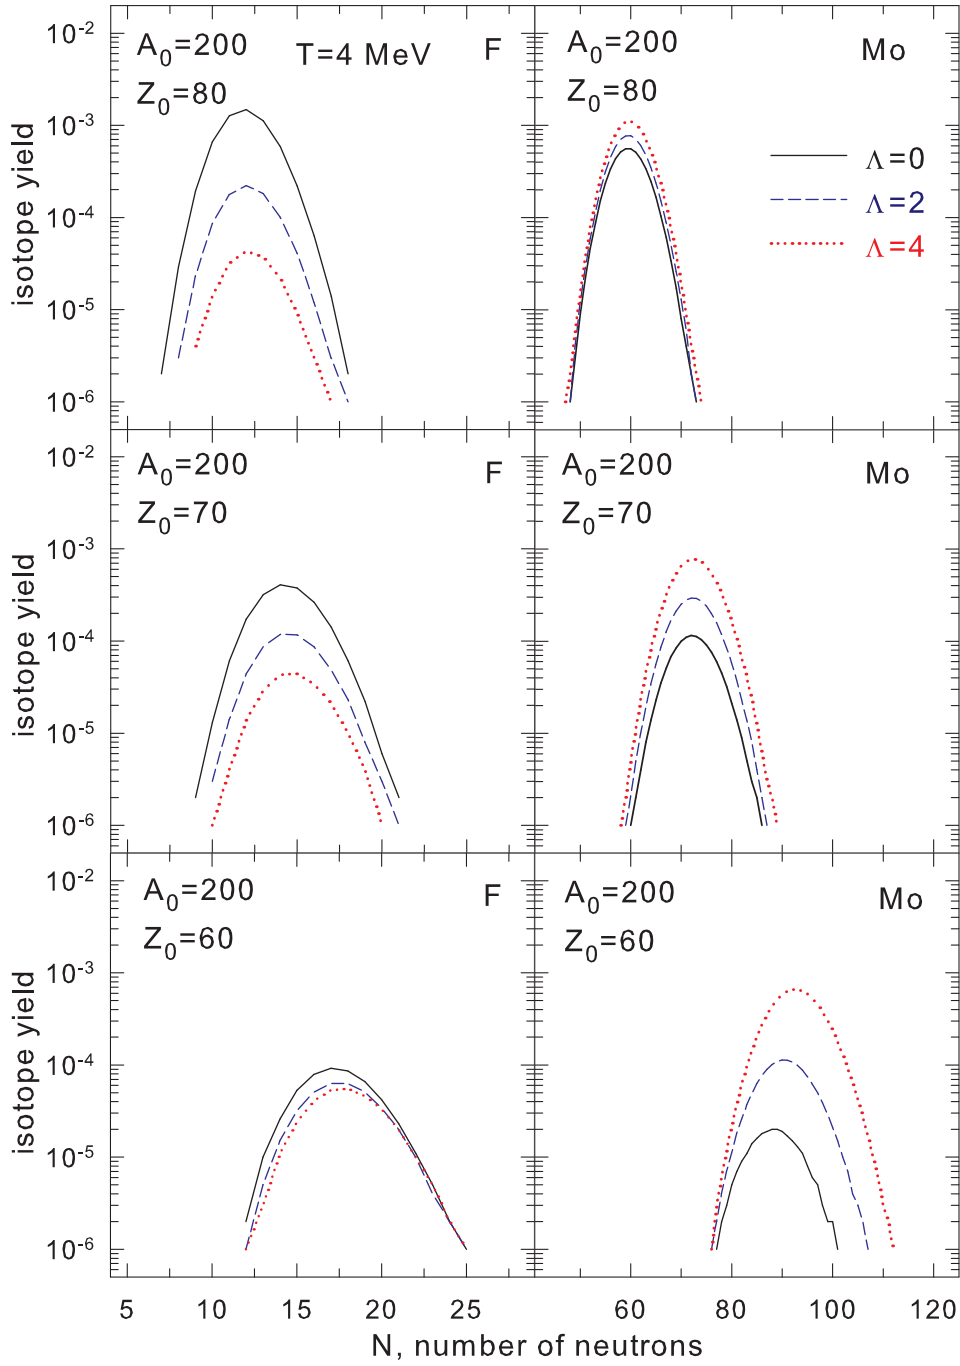 A₀=200 T=4 MeV F
Z₀=80
A₀=200 Mo
Z₀=80
Λ=0
Λ=2
Λ=4
10⁻²
10⁻³
10⁻⁴
10⁻⁵
10⁻⁶
isotope yield
A₀=200 F
Z₀=70
A₀=200 Mo
Z₀=70
10⁻²
10⁻³
10⁻⁴
10⁻⁵
10⁻⁶
isotope yield
A₀=200 F
Z₀=60
A₀=200 Mo
Z₀=60
10⁻²
10⁻³
10⁻⁴
10⁻⁵
10⁻⁶
isotope yield
5 10 15 20 25 60 80 100 120
N, number of neutrons